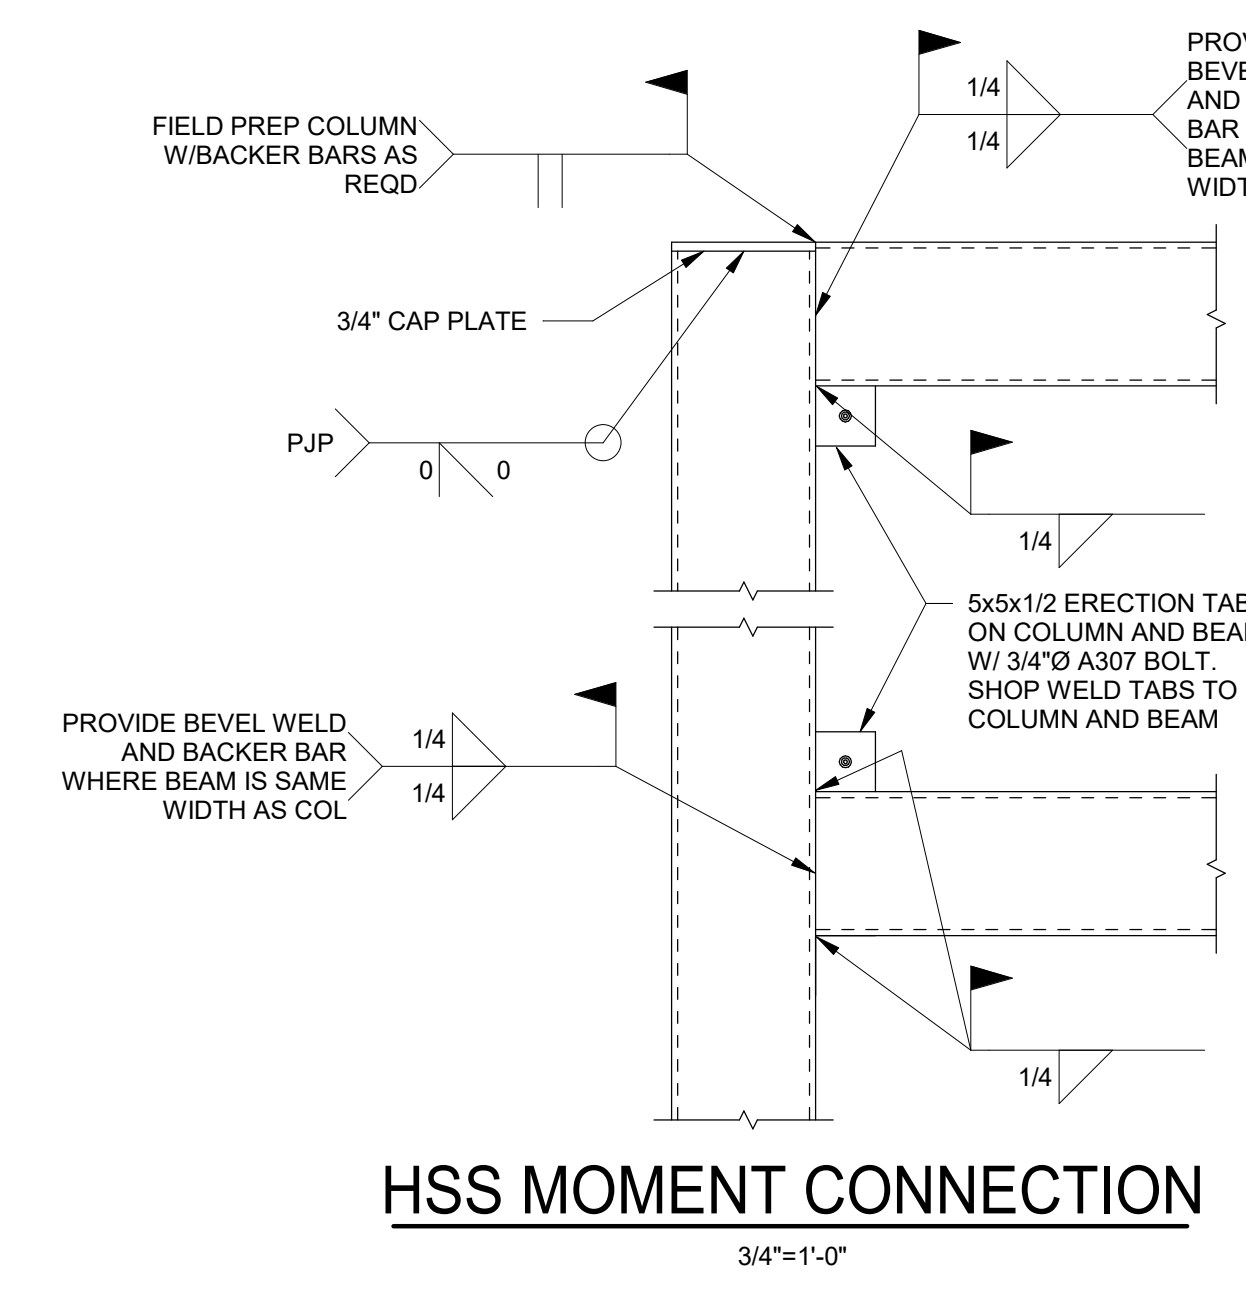 FIELD PREP COLUMN
W/BACKER BARS AS
REQD
1/4
1/4
AND
BAR
3/4" CAP PLATE
PJP
0
0
1/4
5x5x1/2 ERECTION
ON COLUMN AND
W/ 3/4"Ø A307 BOLT.
SHOP WELD TABS TO
COLUMN AND BEAM
PROVIDE BEVEL WELD
AND BACKER BAR
WHERE BEAM IS SAME
WIDTH AS COL
1/4
1/4
1/4
HSS MOMENT CONNECTION
3/4"=1'-0"